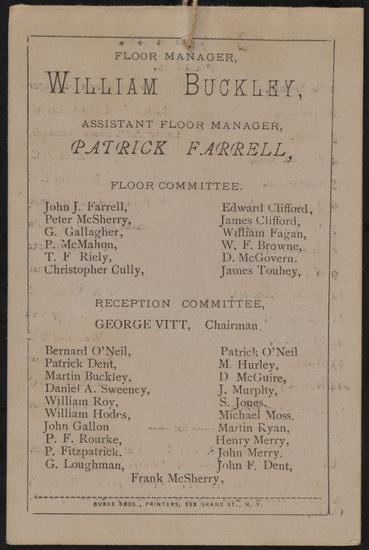 FLOOR MANAGER,
WILLIAM BUCKLEY,
ASSISTANT FLOOR MANAGER,
PATRICK FARRELL,
FLOOR COMMITTEE.
John J. Farrell, Edward Clifford,
Peter McSherry, James Clifford,
G. Gallagher, William Fagan,
P. McMahon, W. F. Browne,
T. F Riely, D. McGovern.
Christopher Cully, James Touhey,
RECEPTION COMMITTEE,
GEORGE VITT, Chairman.
Bernard O'Neil, Patrick O'Neil
Patrick Dent, M. Hurley,
Martin Buckley, D McGuire,
Daniel A. Sweeney, J. Murphy,
William Roy, S. Jones,
William Hodes, Michael Moss.
John Gallon Martin Ryan,
P. F. Rourke, Henry Merry,
P. Fitzpatrick. John Merry.
G. Loughman, John F. Dent,
Frank McSherry,
BURKE BROS., PRINTERS, GRAND ST., N. Y.